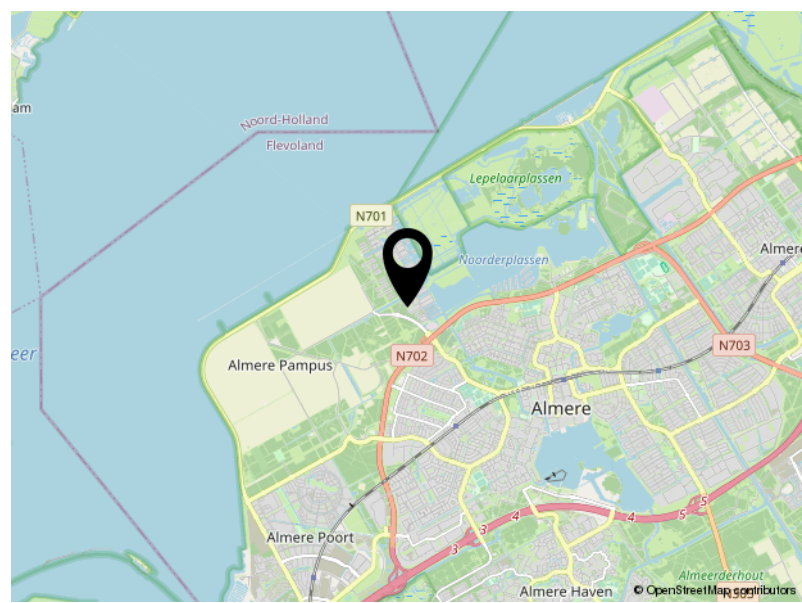 am
Noord-Holland
Flevoland
Lepelaarplassen
N701
Noorderplassen
Almere
eer
Almere Pampus
N702
N703
Almere
3
4
4
5
5
3
Almere Poort
Almere Haven
Almeerderhout
© OpenStreetMap contributors